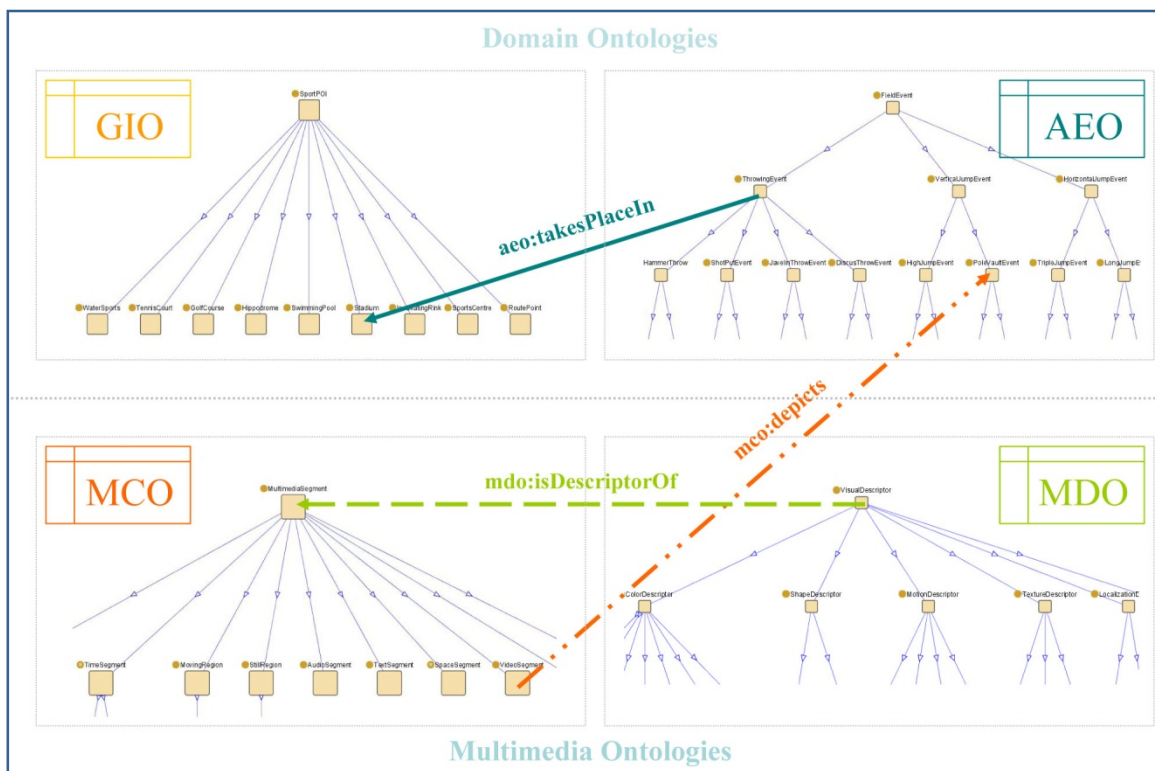 Domain Ontologies
GIO
SportPOI
WaterSports
TennisCourt
GolfCourse
Hippodrome
SwimmingPool
Stadium
SportsCentre
RoutePoint
AEO
FieldEvent
ThrowingEvent
VerticalJumpEvent
HorizontalJumpEvent
HammerThrow
ShotPutEvent
JavelinThrowEvent
DiscusThrowEvent
HighJumpEvent
PoleVaultEvent
TripleJumpEvent
LongJumpE
aeo:takesPlaceIn
mco:depicts
MCO
MultimediaSegment
TimeSegment
MovingRegion
StillRegion
AudioSegment
TextSegment
SpaceSegment
VideoSegment
mdo:isDescriptorOf
MDO
VisualDescriptor
ColorDescriptor
ShapeDescriptor
MotionDescriptor
TextureDescriptor
Multimedia Ontologies